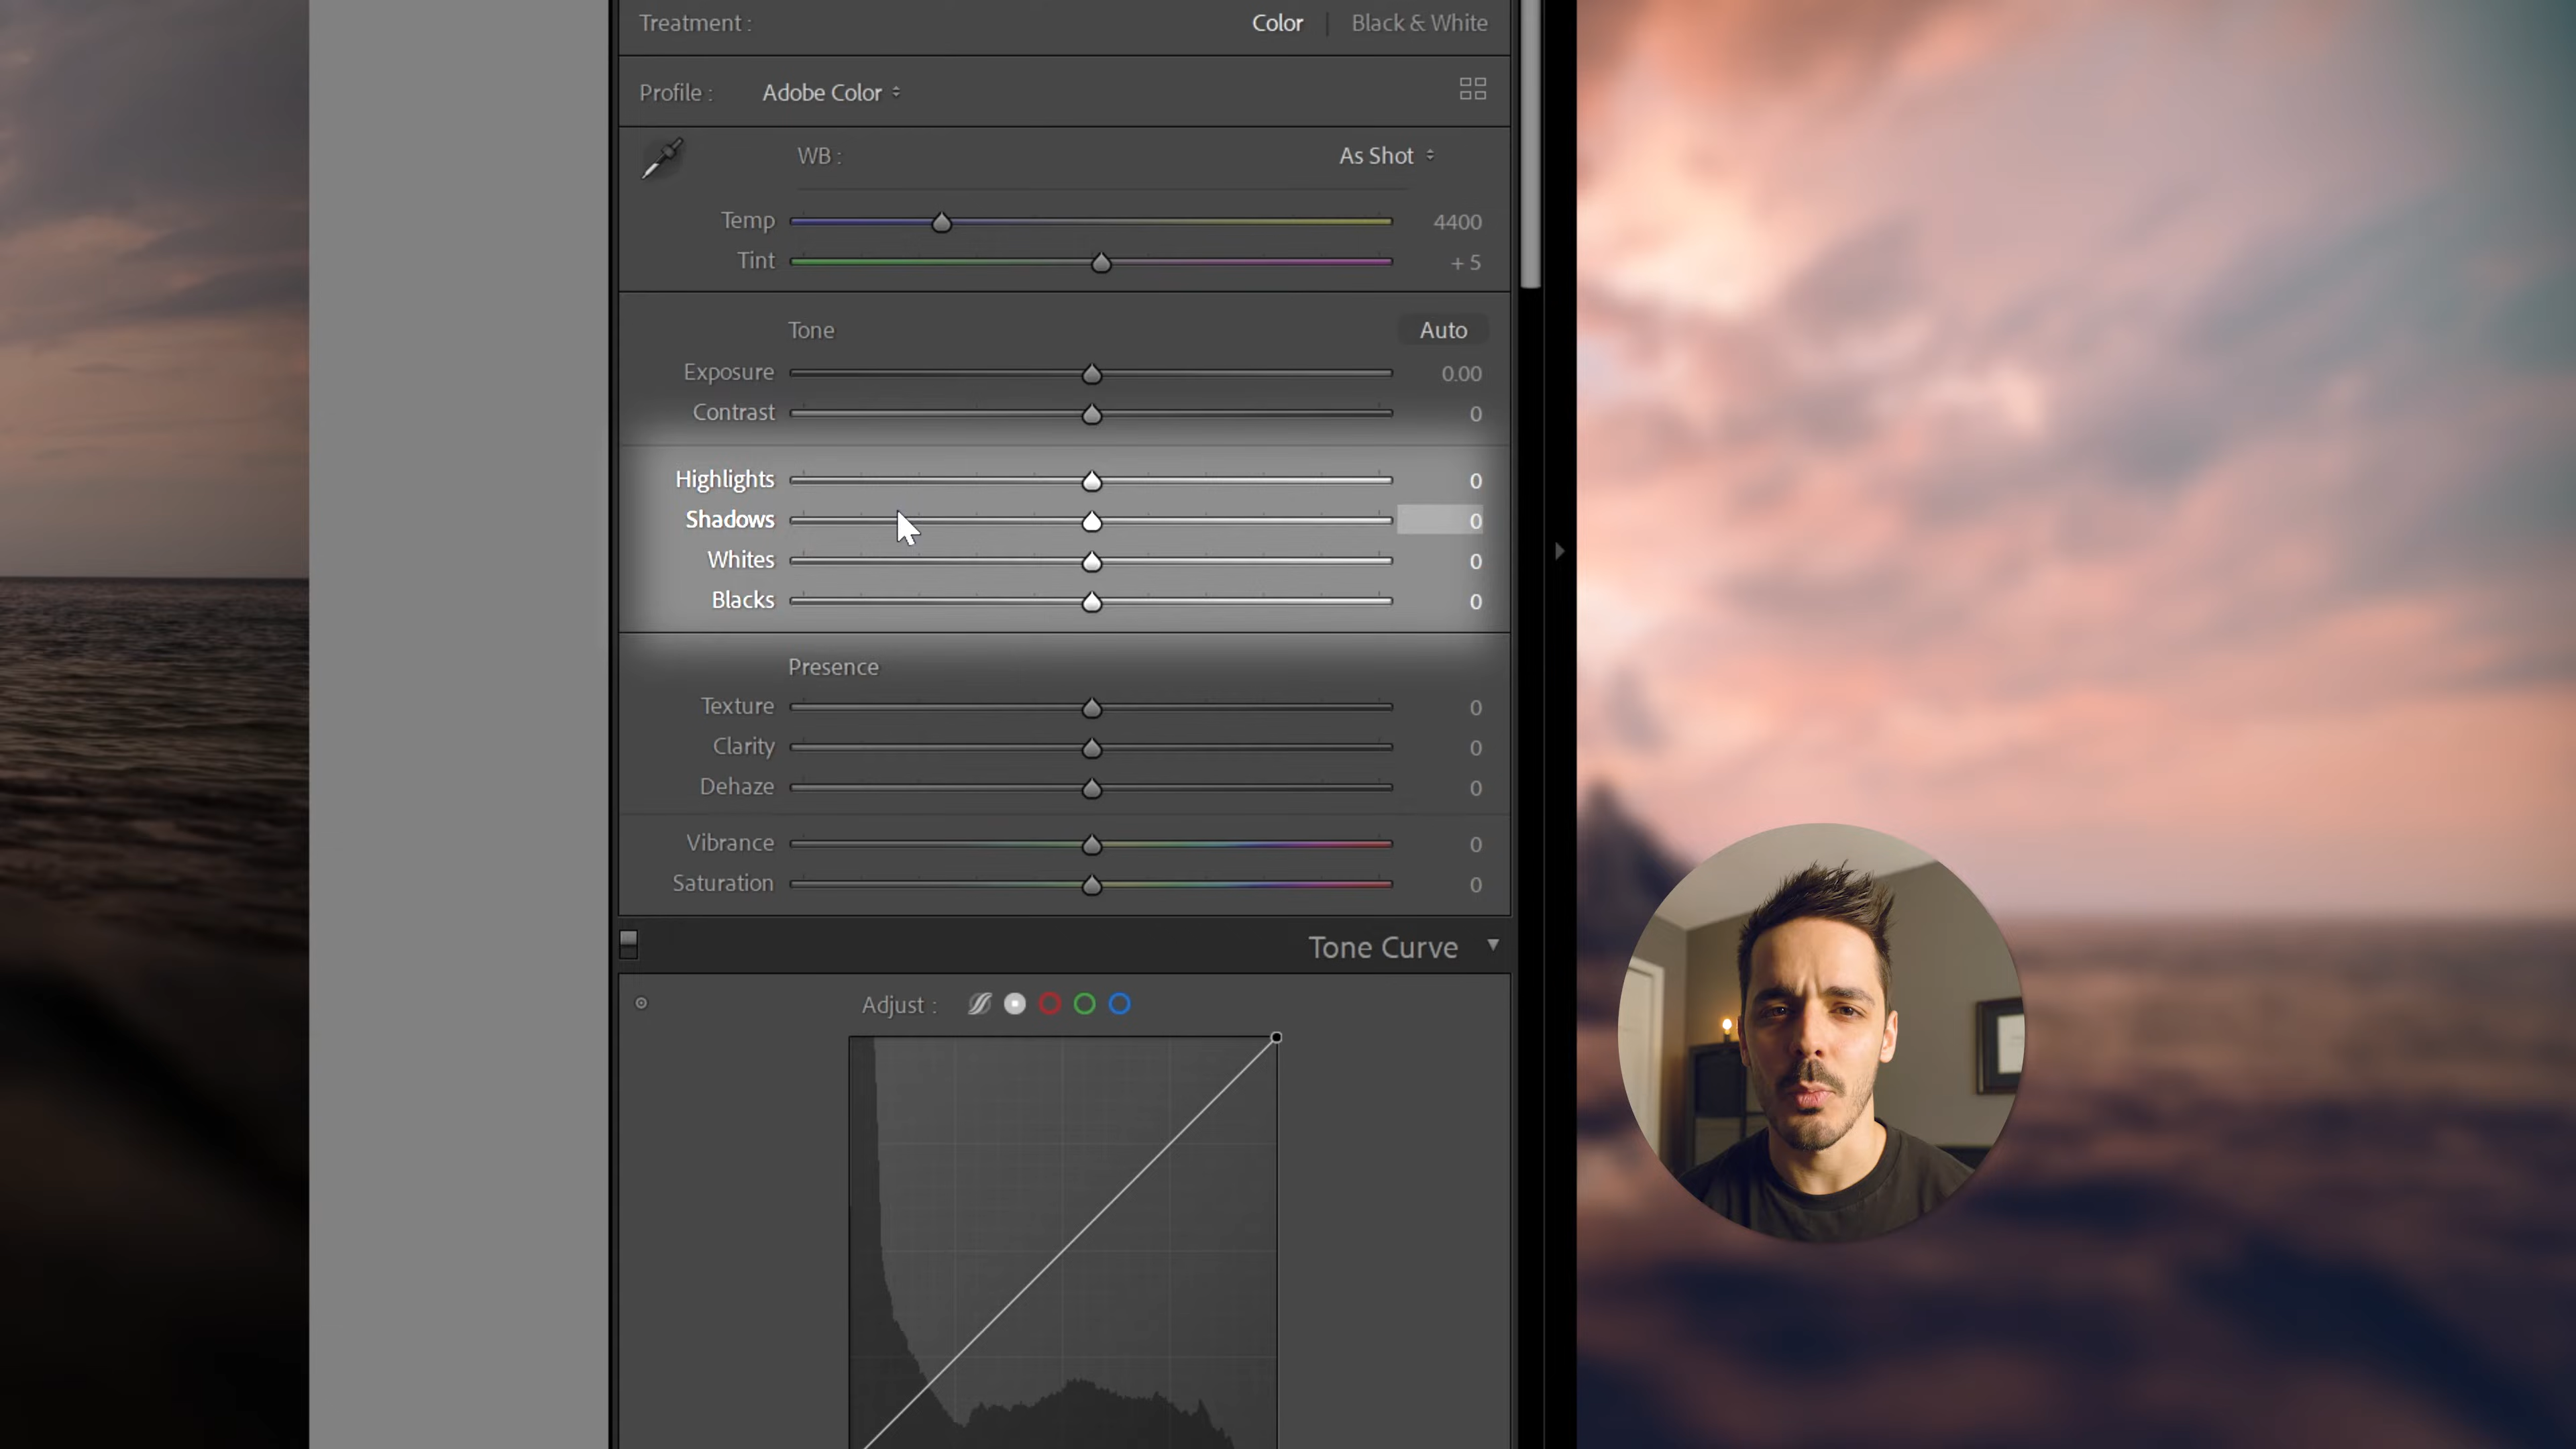 Treatment : Color | Black & White
Profile : Adobe Color
WB : As Shot
Temp 4400
Tint + 5
Tone Auto
Exposure 0.00
Contrast 0
Highlights 0
Shadows 0
Whites 0
Blacks 0
Presence
Texture 0
Clarity 0
Dehaze 0
Vibrance 0
Saturation 0
Tone Curve
Adjust :